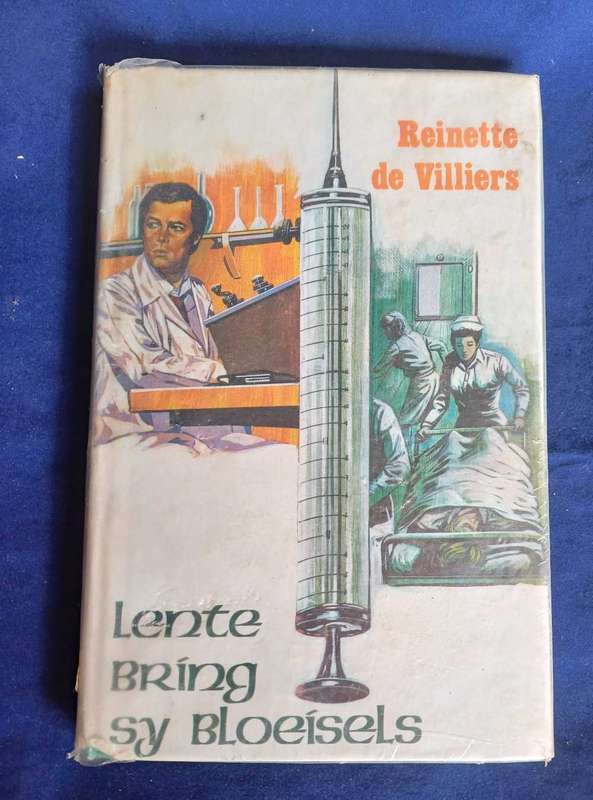 Reinette
de Villiers
Lente
Bring
sy Bloeisels